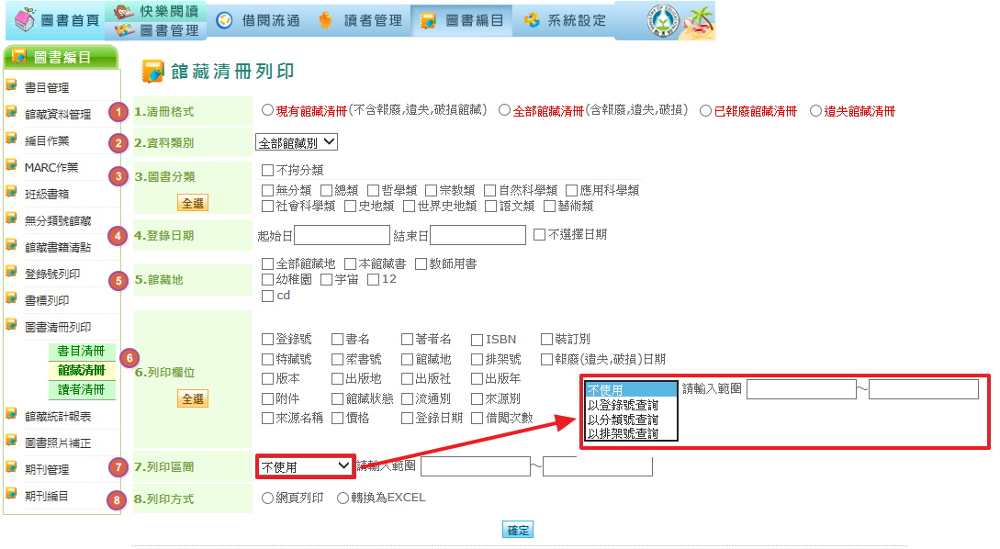 圖書首頁
快樂閱讀
圖書管理
借閱流通
讀者管理
圖書編目
系統設定
圖書編目
書目管理
館藏資料管理
編目作業
MARC作業
班級書箱
無分類號館藏
館藏書籍清點
登錄號列印
書標列印
圖書清冊列印
書目清冊
館藏清冊
讀者清冊
館藏統計報表
圖書照片補正
期刊管理
期刊編目
館藏清冊列印
1 1.清冊格式 現有館藏清冊(不含報廢,遺失,破損館藏) 全部館藏清冊(含報廢,遺失,破損) 已報廢館藏清冊 遺失館藏清冊
2 2.資料類別 全部館藏別
3 3.圖書分類 全選 不拘分類
無分類 總類 哲學類 宗教類 自然科學類 應用科學類
社會科學類 史地類 世界史地類 語文類 藝術類
4 4.登錄日期 起始日 結束日 不選擇日期
5 5.館藏地 全部館藏地 本館藏書 教師用書
幼稚園 宇宙 12
cd
6 6.列印欄位 全選
登錄號 書名 著者名 ISBN 裝訂別
特藏號 索書號 館藏地 排架號 報廢(遺失,破損)日期
版本 出版地 出版社 出版年
附件 館藏狀態 流通別 來源別
來源名稱 價格 登錄日期 借閱次數
不使用 請輸入範圍 ~
以登錄號查詢
以分類號查詢
以排架號查詢
7 7.列印區間 不使用 請輸入範圍 ~
8 8.列印方式 網頁列印 轉換為EXCEL
確定